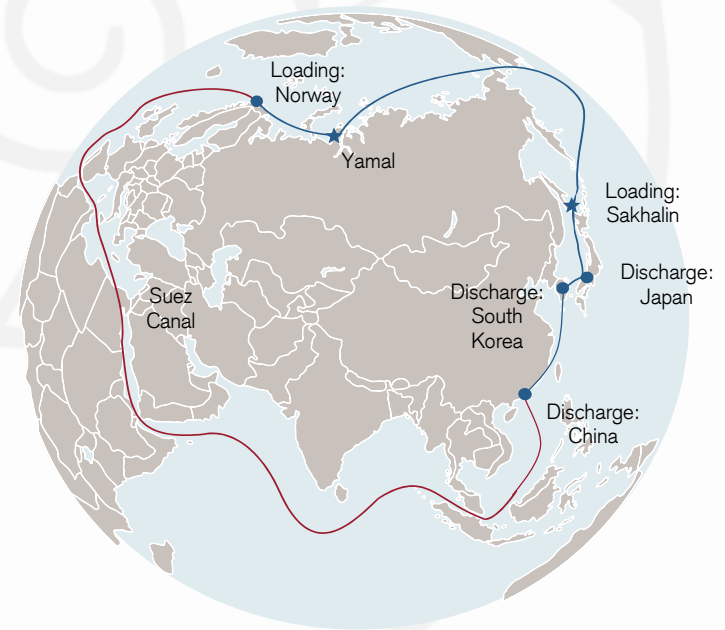 Loading:
Norway
Yamal
Loading:
Sakhalin
Discharge:
Japan
Suez
Canal
Discharge:
South
Korea
Discharge:
China